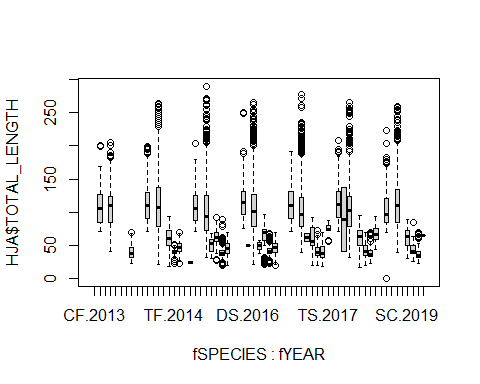 HJA$TOTAL_LENGTH
250
150
50
0
CF.2013 TF.2014 DS.2016 TS.2017 SC.2019
fSPECIES : fYEAR